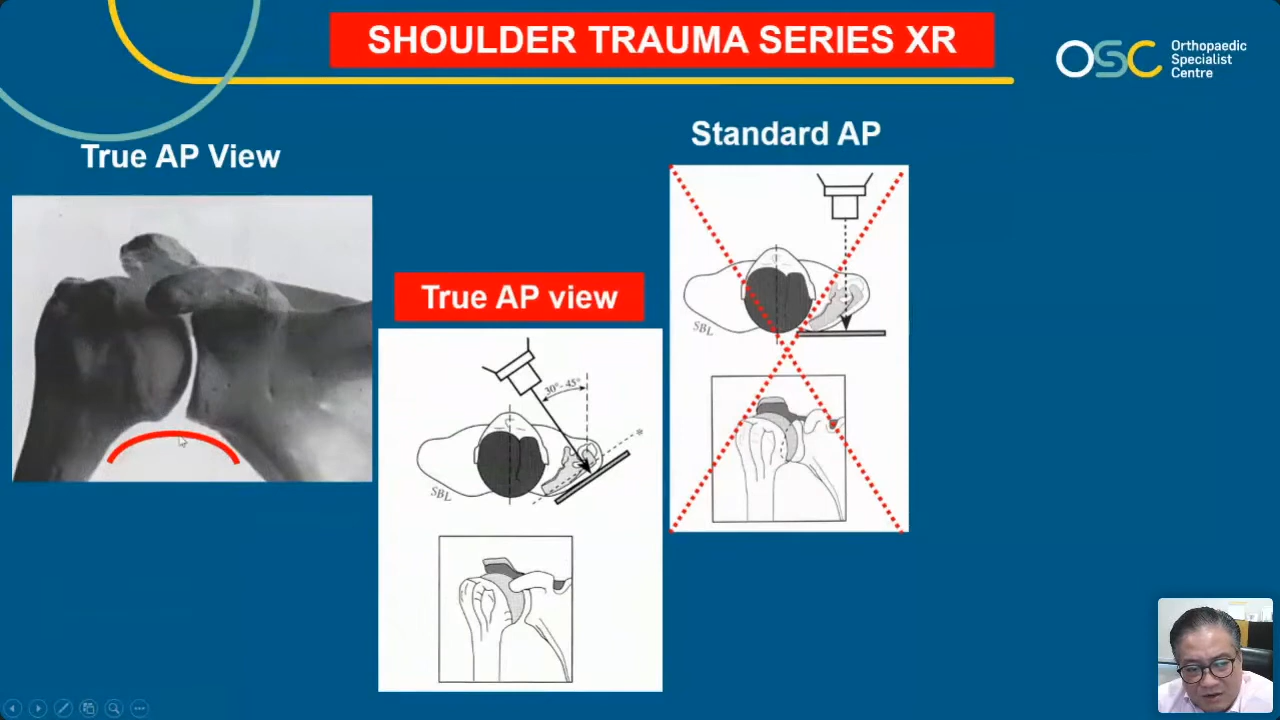 SHOULDER TRAUMA SERIES XR
OSC
Orthopaedic
Specialist
Centre
True AP View
Standard AP
SBL
True AP view
30°-45°
*
SBL